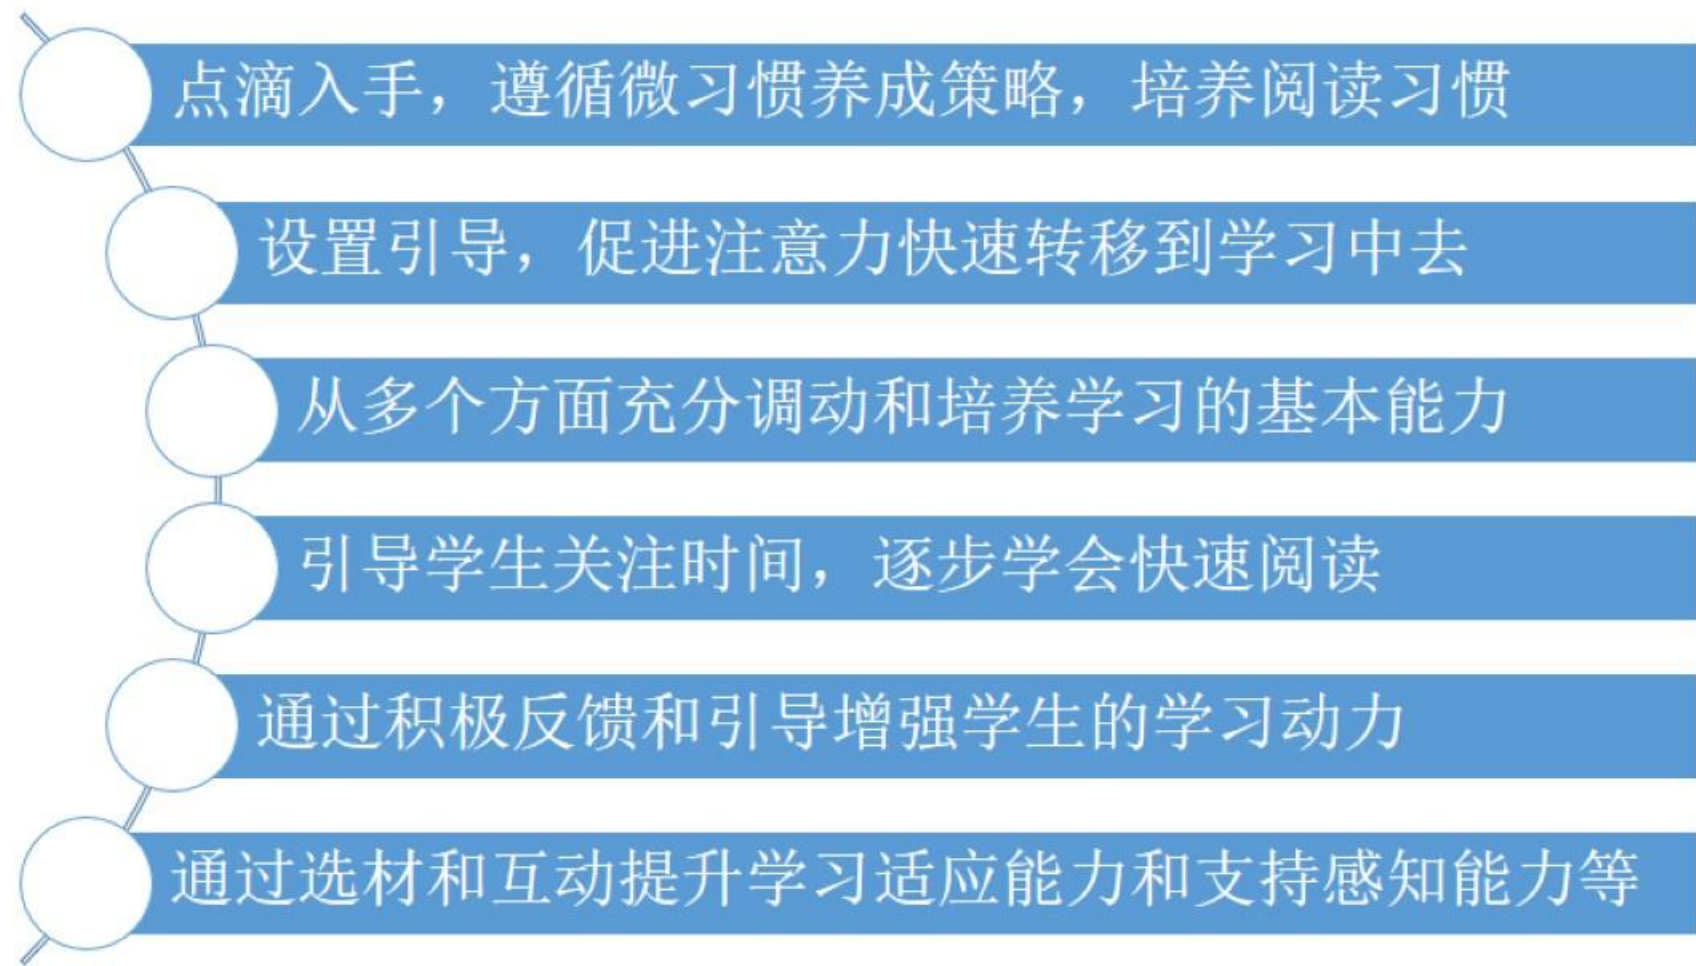 点滴入手，遵循微习惯养成策略，培养阅读习惯
设置引导，促进注意力快速转移到学习中去
从多个方面充分调动和培养学习的基本能力
引导学生关注时间，逐步学会快速阅读
通过积极反馈和引导增强学生的学习动力
通过选材和互动提升学习适应能力和支持感知能力等